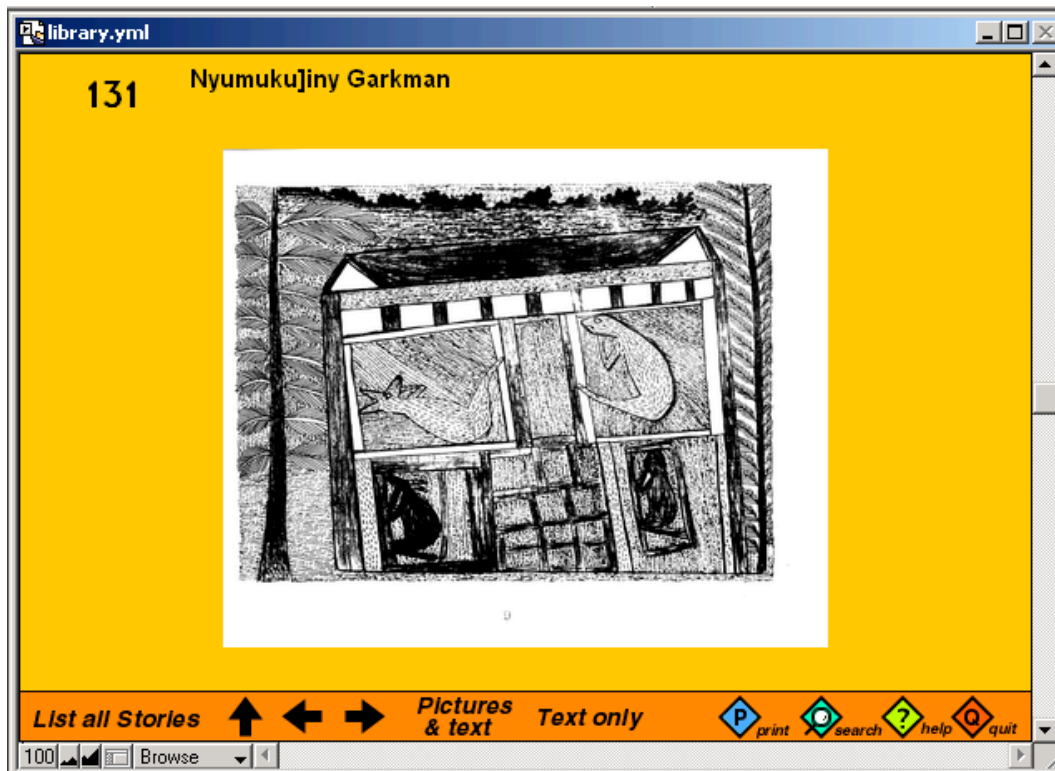 library.yml
131
Nyumuku]iny Garkman
9
List all Stories
Pictures
& text
Text only
P print
search
? help
Q quit
100
Browse